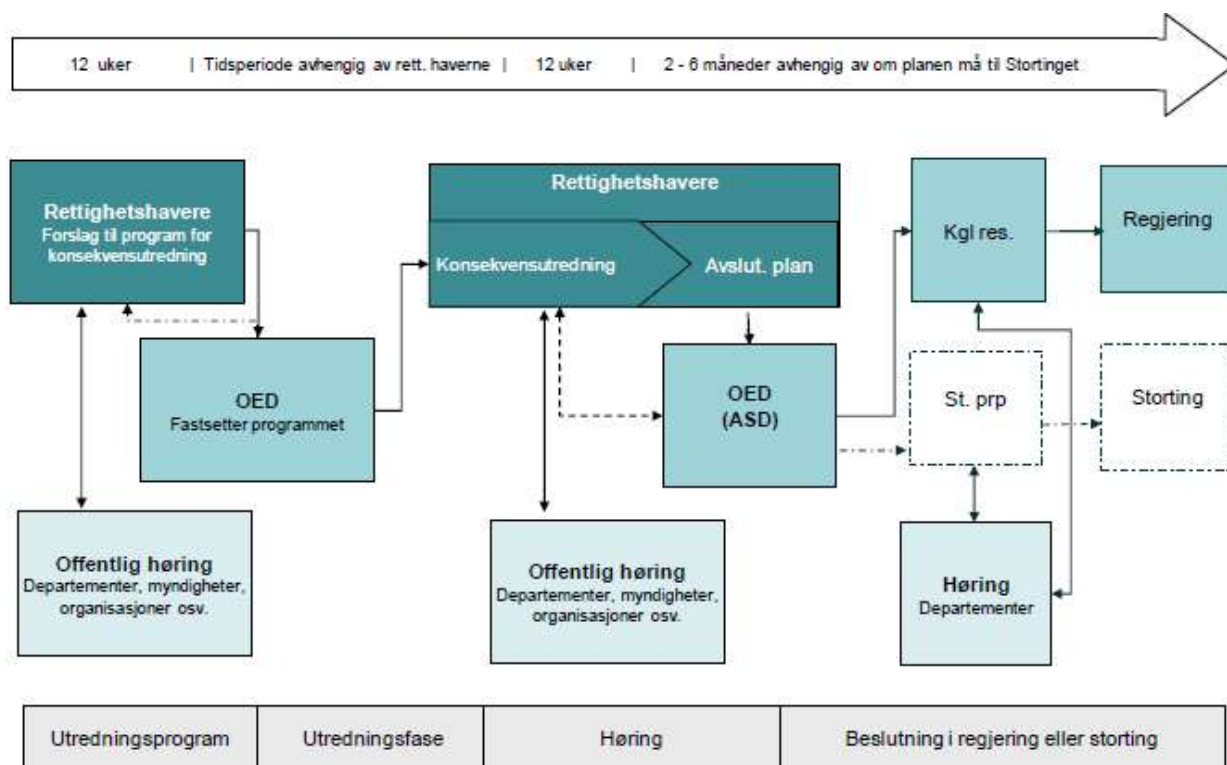 12 uker | Tidsperiode avhengig av rett. haverne | 12 uker | 2 - 6 måneder avhengig av om planen må til Stortinget
Rettighetshavere
Forslag til program for
konsekvensutredning
OED
Fastsetter programmet
Offentlig høring
Departementer, myndigheter,
organisasjoner osv.
Rettighetshavere
Konsekvensutredning
Avslut. plan
OED
(ASD)
Offentlig høring
Departementer, myndigheter,
organisasjoner osv.
Kgl res.
Regjering
St. prp
Storting
Høring
Departementer
Utredningsprogram
Utredningsfase
Høring
Beslutning i regjering eller storting